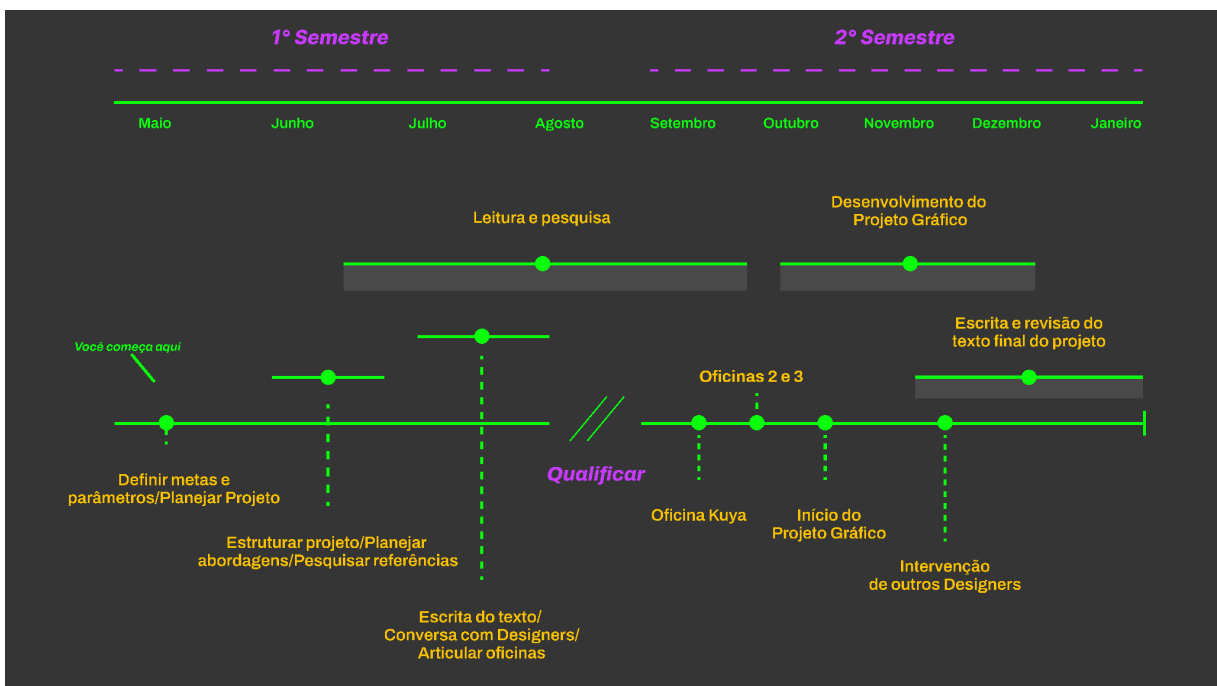 1° Semestre
2° Semestre
Maio
Junho
Julho
Agosto
Setembro
Outubro
Novembro
Dezembro
Janeiro
Leitura e pesquisa
Desenvolvimento do
Projeto Gráfico
Você começa aqui
Escrita e revisão do
texto final do projeto
Oficinas 2 e 3
Qualificar
Definir metas e
parâmetros/Planejar Projeto
Oficina Kuya
Início do
Projeto Gráfico
Estruturar projeto/Planejar
abordagens/Pesquisar referências
Intervenção
de outros Designers
Escrita do texto/
Conversa com Designers/
Articular oficinas